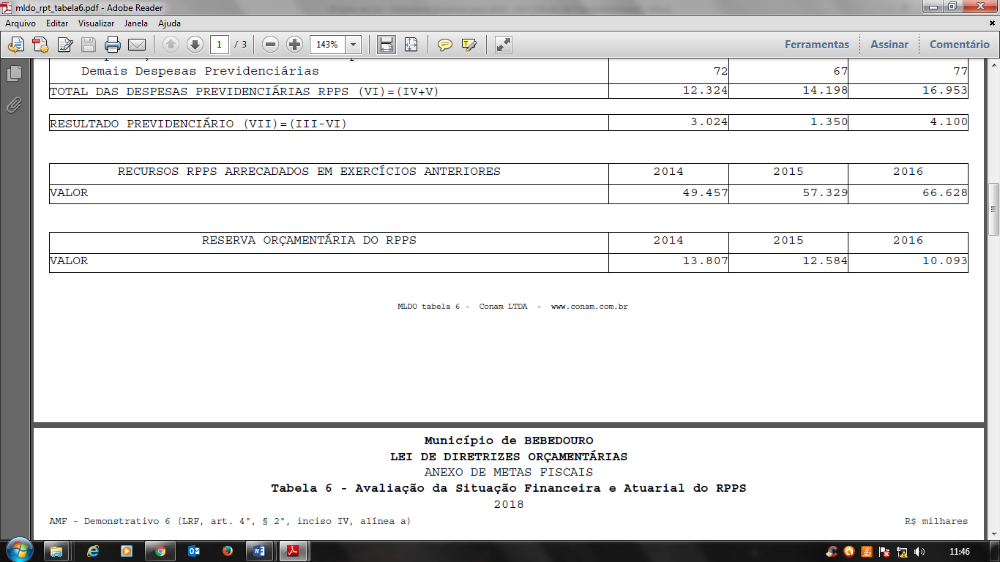 mldo_rpt_tabela6.pdf - Adobe Reader
Arquivo Editar Visualizar Janela Ajuda
1 / 3 143% Ferramentas Assinar Comentário
Demais Despesas Previdenciárias 72 67 77
TOTAL DAS DESPESAS PREVIDENCIÁRIAS RPPS (VI)=(IV+V) 12.324 14.198 16.953
RESULTADO PREVIDENCIÁRIO (VII)=(III-VI) 3.024 1.350 4.100
RECURSOS RPPS ARRECADADOS EM EXERCÍCIOS ANTERIORES 2014 2015 2016
VALOR 49.457 57.329 66.628
RESERVA ORÇAMENTÁRIA DO RPPS 2014 2015 2016
VALOR 13.807 12.584 10.093
MLDO tabela 6 - Conam LTDA - www.conam.com.br
Município de BEBEDOURO
LEI DE DIRETRIZES ORÇAMENTÁRIAS
ANEXO DE METAS FISCAIS
Tabela 6 - Avaliação da Situação Financeira e Atuarial do RPPS
2018
AMF - Demonstrativo 6 (LRF, art. 4°, § 2°, inciso IV, alínea a) R$ milhares
11:46